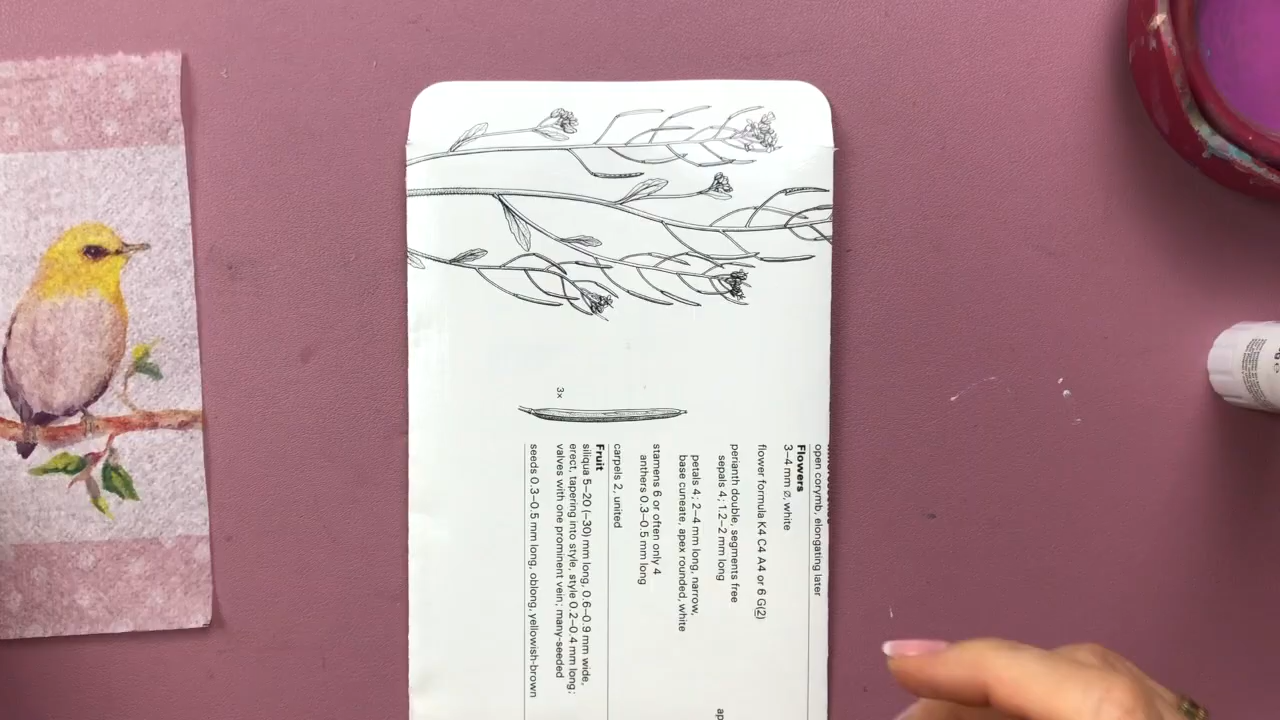 open corymb, elongating later
Flowers
3–4 mm ⌀, white
flower formula K4 C4 A4 or 6 G(2)
perianth double, segments free
sepals 4; 1.2–2 mm long
petals 4; 2–4 mm long, narrow,
base cuneate, apex rounded, white
stamens 6 or often only 4
anthers 0.3–0.5 mm long
carpels 2, united
Fruit
siliqua 5–20 (–30) mm long, 0.6–0.9 mm wide,
erect, tapering into style, style 0.2–0.4 mm long;
valves with one prominent vein; many-seeded
seeds 0.3–0.5 mm long, oblong, yellowish-brown
3×
ap